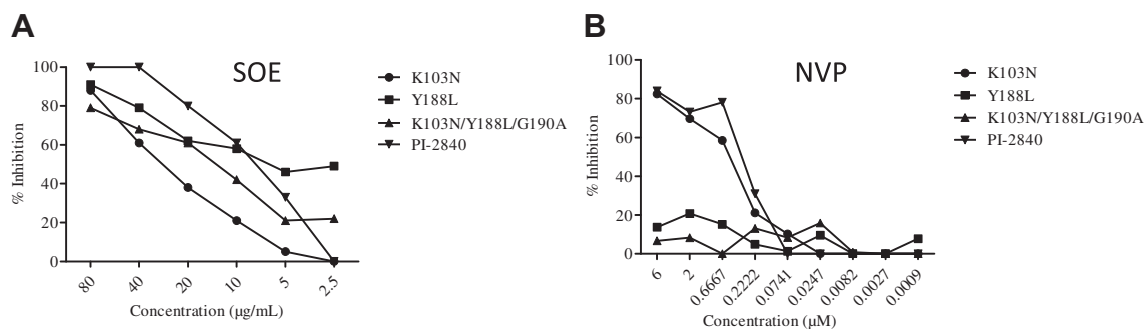 A
SOE
% Inhibition
100
80
60
40
20
0
80
40
20
10
5
2.5
Concentration (µg/mL)
K103N
Y188L
K103N/Y188L/G190A
PI-2840
B
NVP
% Inhibition
100
80
60
40
20
0
6
2
0.6667
0.2222
0.0741
0.0247
0.0082
0.0027
0.0009
Concentration (µM)
K103N
Y188L
K103N/Y188L/G190A
PI-2840